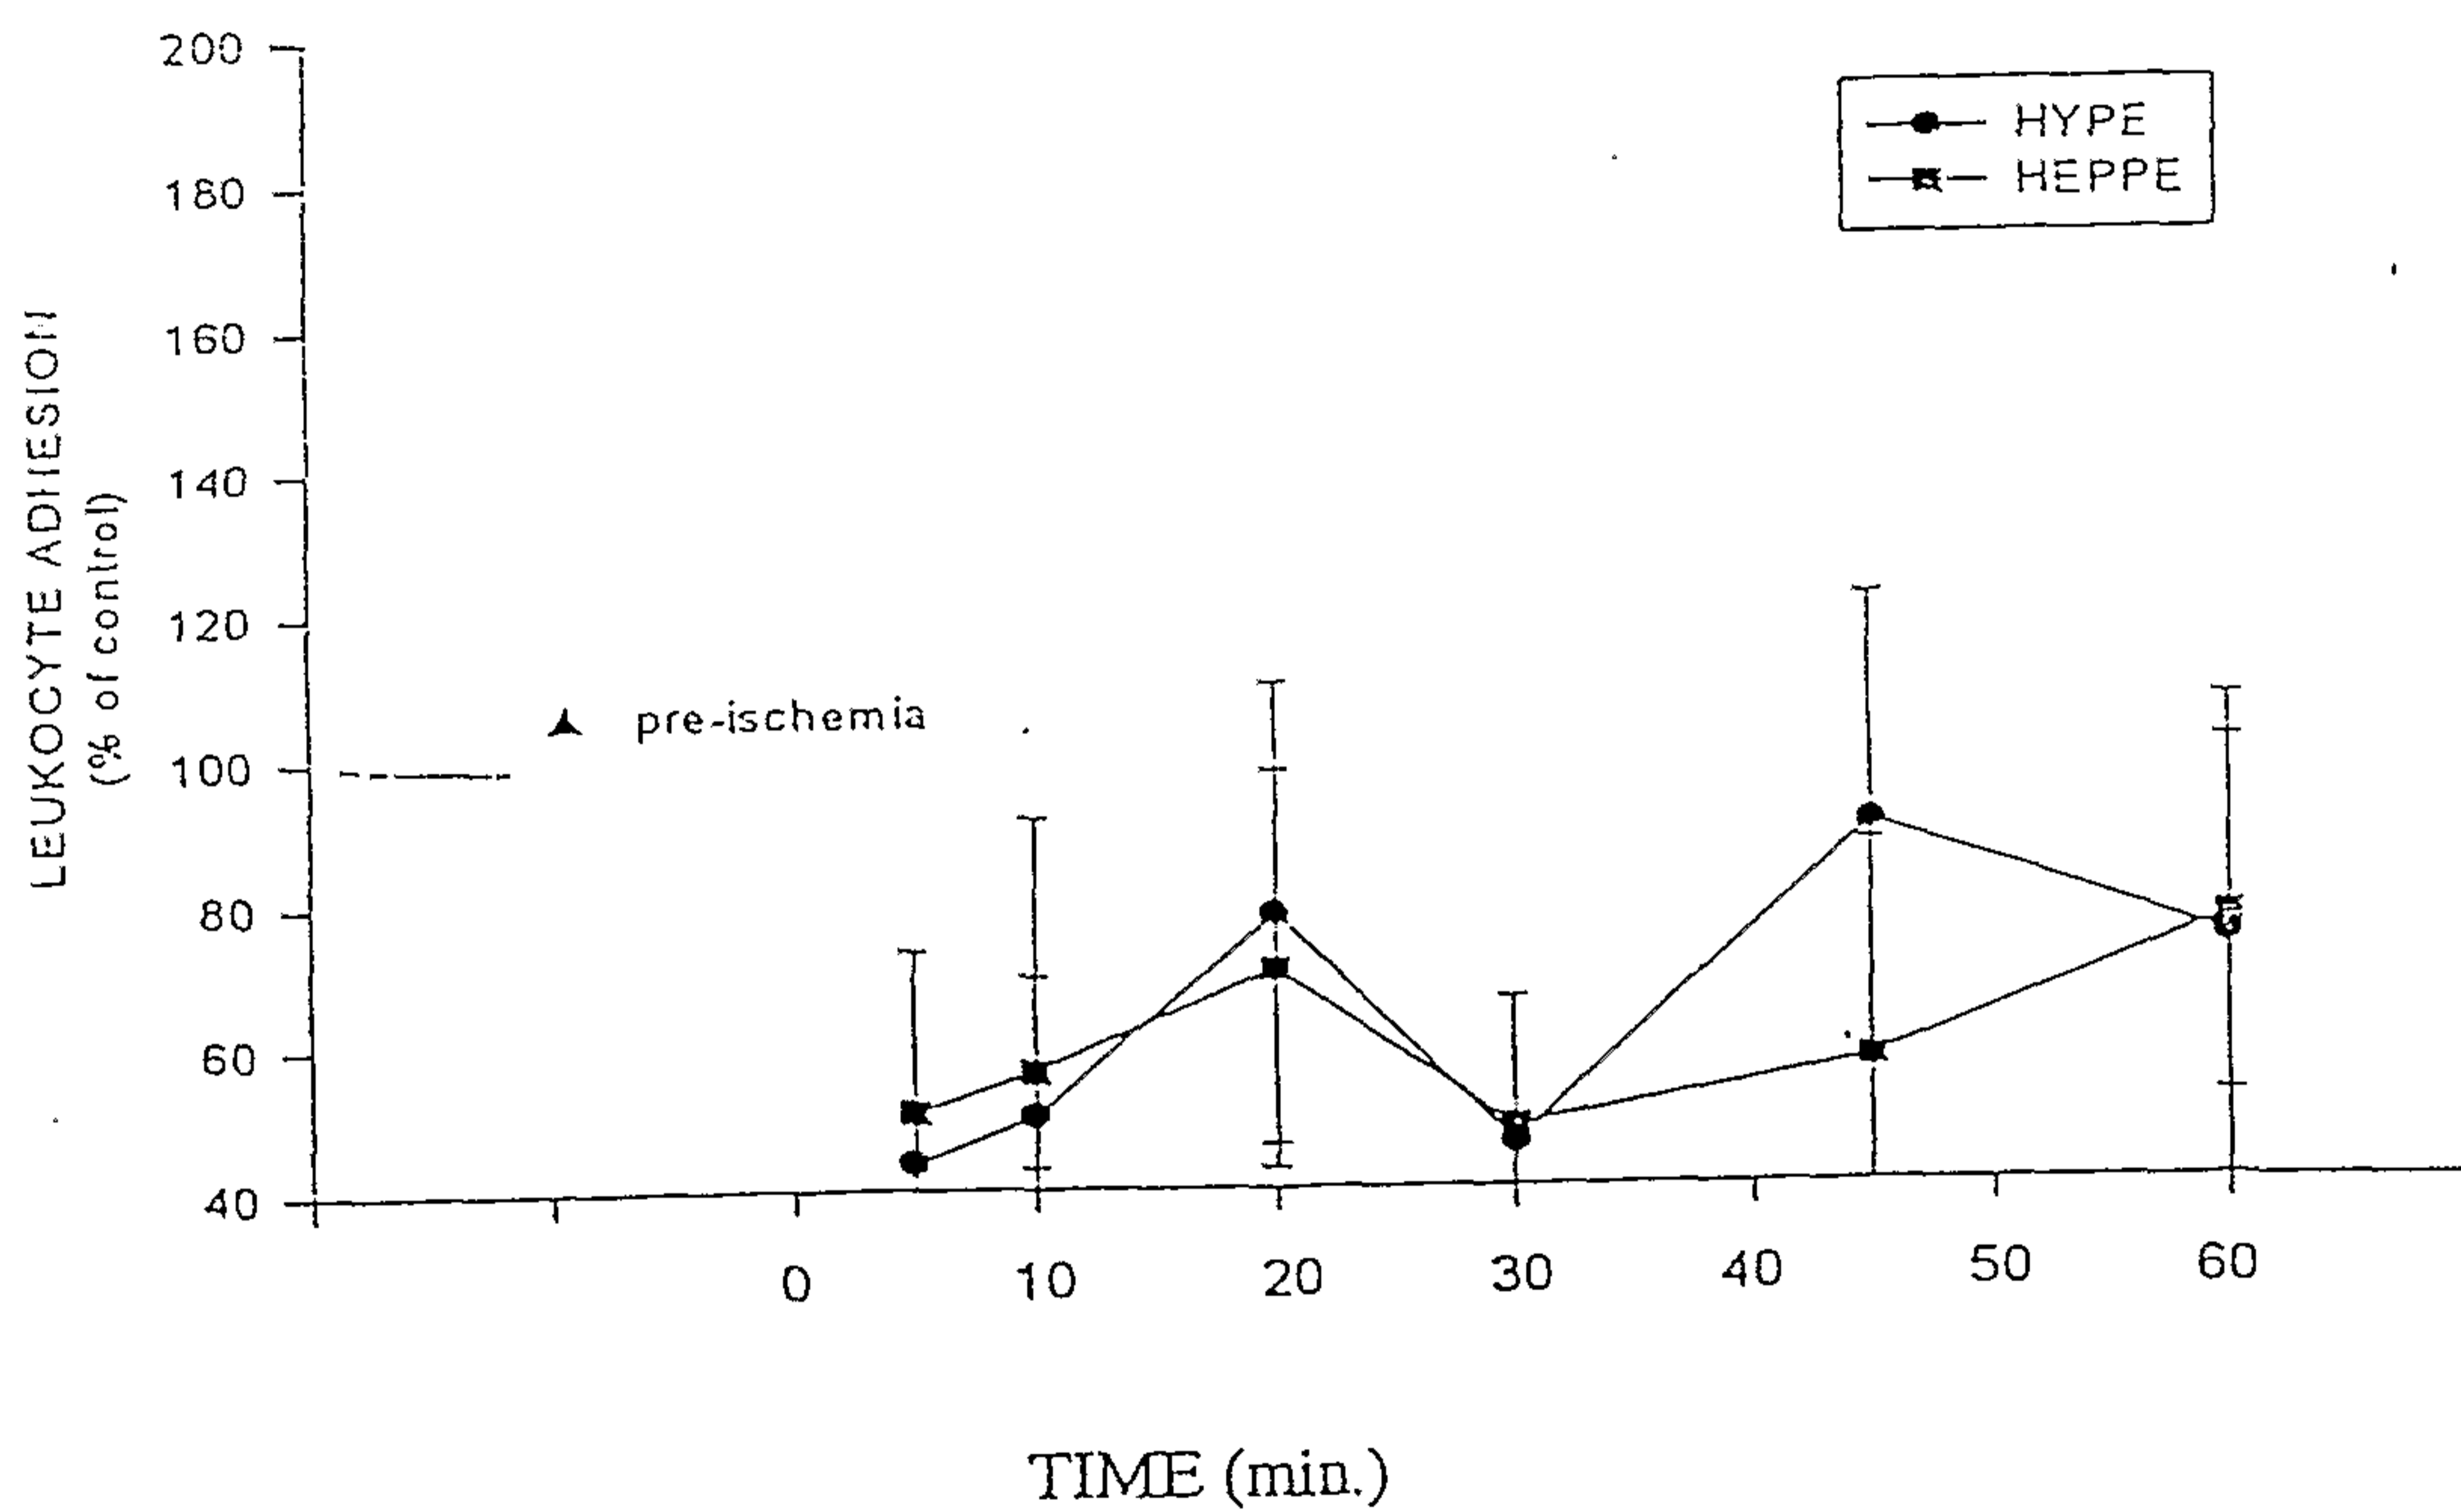 200
180
160
140
120
100
80
60
40
LEUKOCYTE ADHESION
(% of control)
HYPE
HEPPE
pre-ischemia
0 10 20 30 40 50 60
TIME (min.)